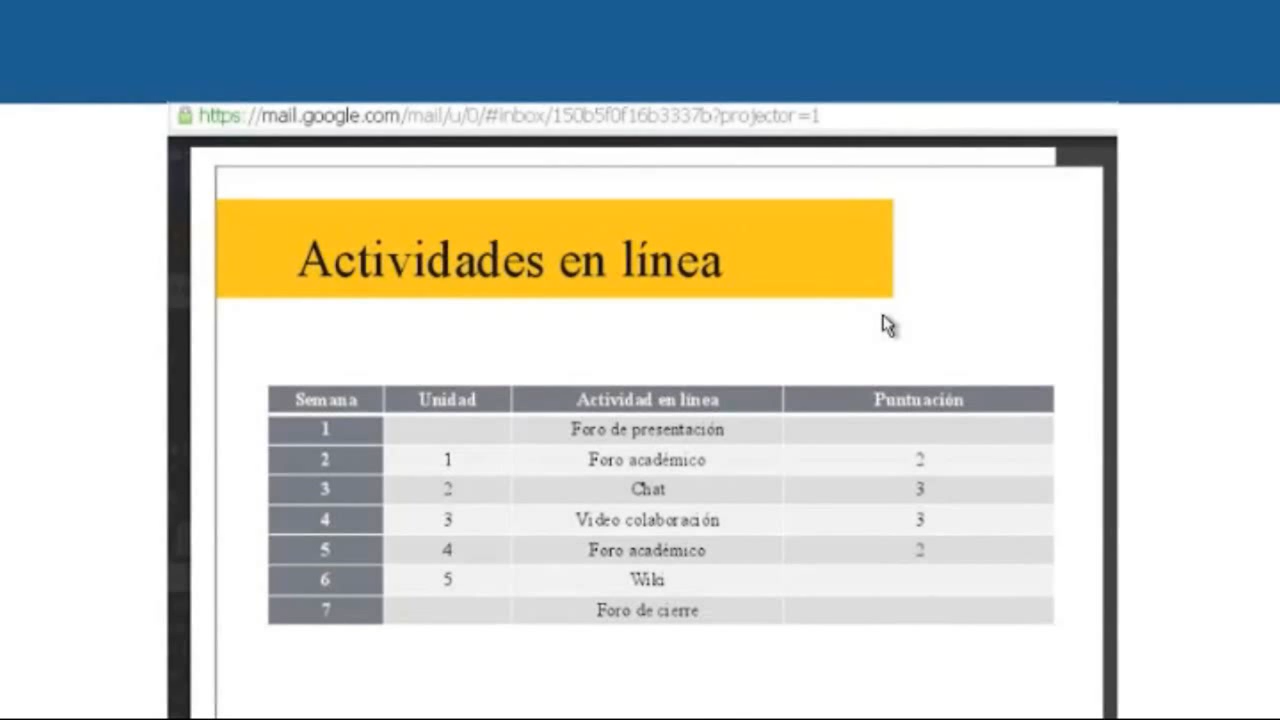 https://mail.google.com/mail/u/0/#inbox/150b5f0f16b3337b?projector=1
Actividades en línea
Semana Unidad Actividad en línea Puntuación
1 Foro de presentación
2 1 Foro académico 2
3 2 Chat 3
4 3 Video colaboración 3
5 4 Foro académico 2
6 5 Wiki
7 Foro de cierre